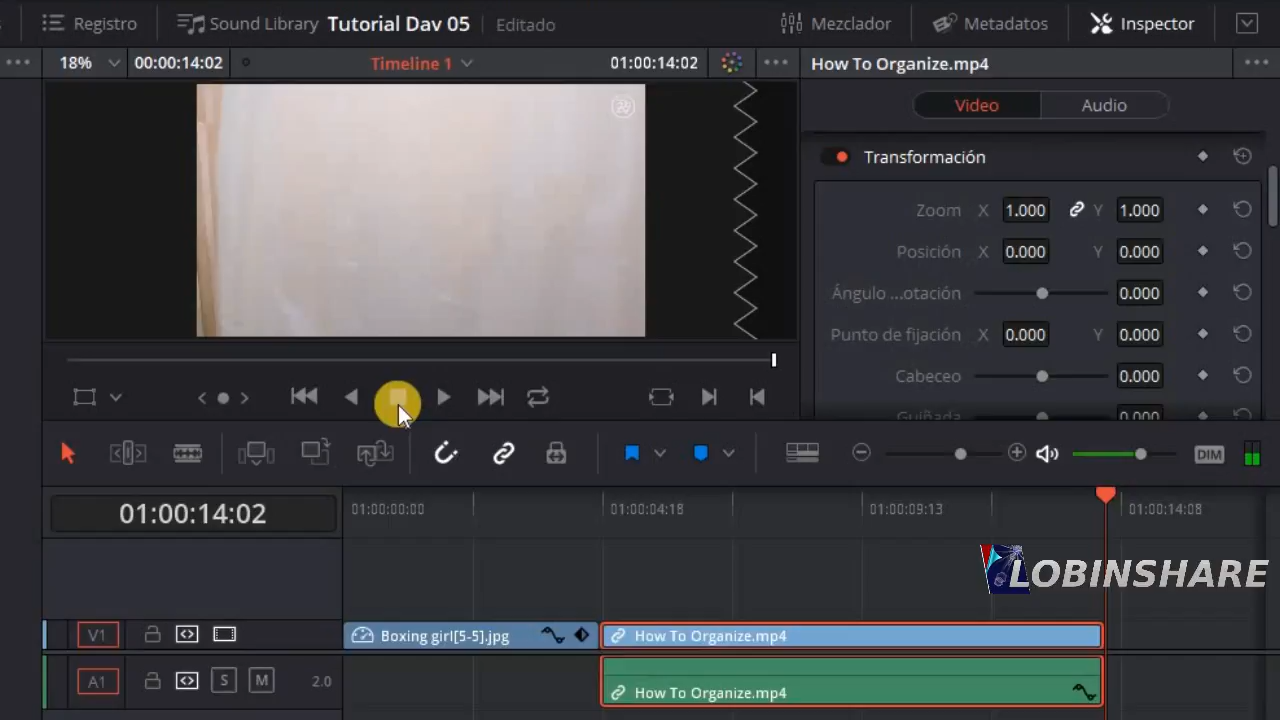 Registro
Sound Library
Tutorial Dav 05
Editado
Mezclador
Metadatos
Inspector
18%
00:00:14:02
Timeline 1
01:00:14:02
How To Organize.mp4
Video
Audio
Transformación
Zoom X 1.000 Y 1.000
Posición X 0.000 Y 0.000
Ángulo ...otación 0.000
Punto de fijación X 0.000 Y 0.000
Cabeceo 0.000
Guiñada 0.000
DIM
01:00:14:02
01:00:00:00
01:00:04:18
01:00:09:13
01:00:14:08
LOBINSHARE
V1
Boxing girl[5-5].jpg
How To Organize.mp4
A1
S
M
2.0
How To Organize.mp4